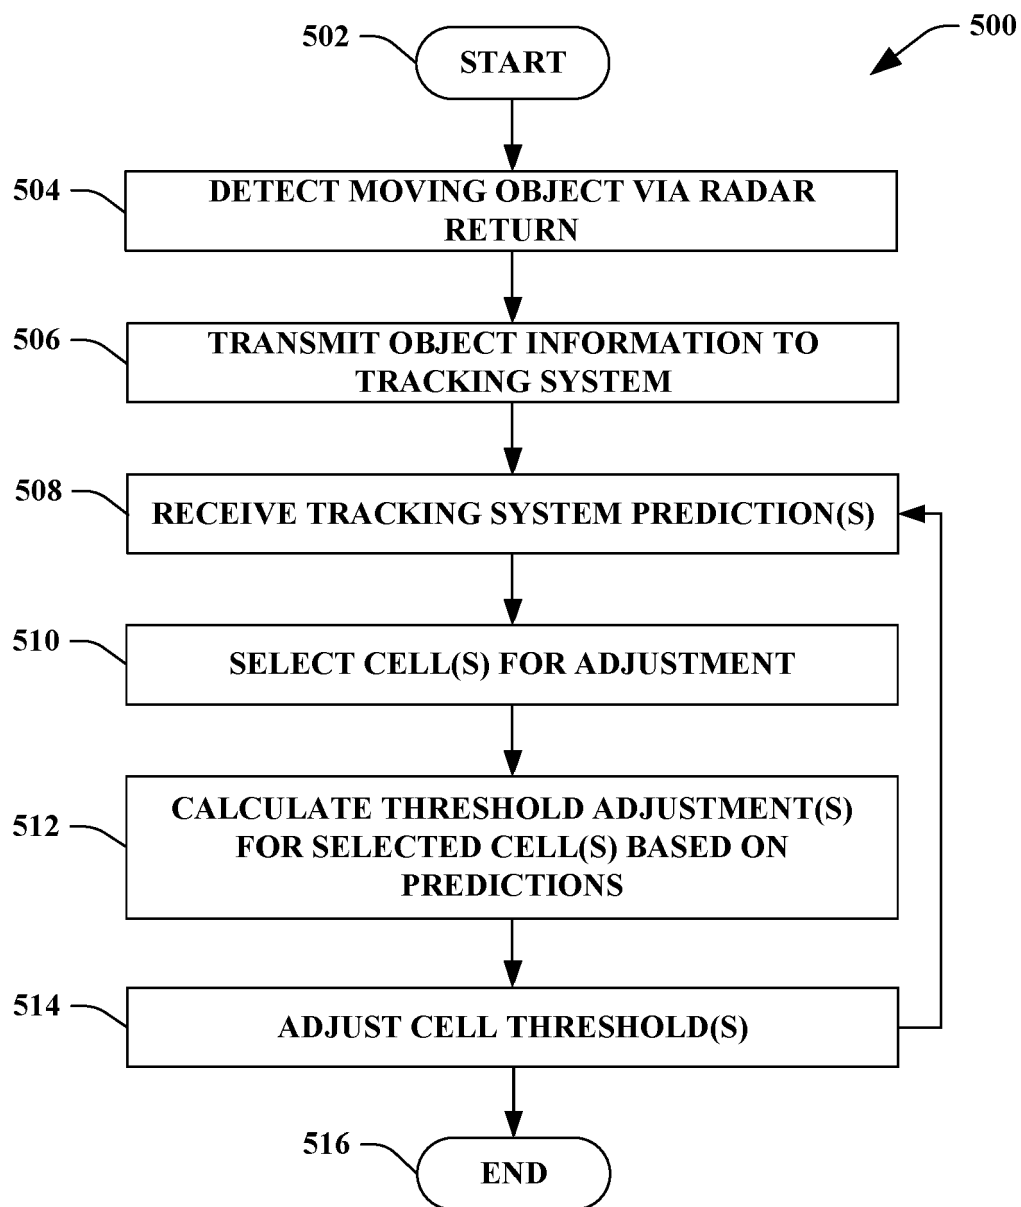 500
502
START
504
DETECT MOVING OBJECT VIA RADAR
RETURN
506
TRANSMIT OBJECT INFORMATION TO
TRACKING SYSTEM
508
RECEIVE TRACKING SYSTEM PREDICTION(S)
510
SELECT CELL(S) FOR ADJUSTMENT
512
CALCULATE THRESHOLD ADJUSTMENT(S)
FOR SELECTED CELL(S) BASED ON
PREDICTIONS
514
ADJUST CELL THRESHOLD(S)
516
END